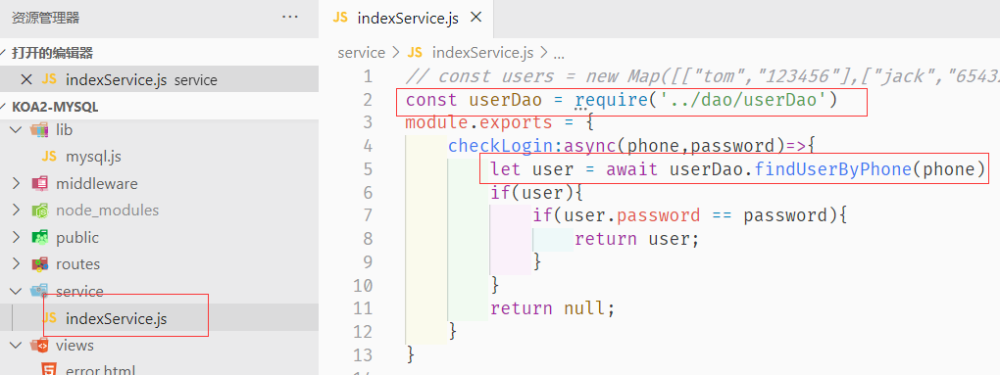 资源管理器 ···
打开的编辑器
× JS indexService.js service
KOA2-MYSQL
lib
JS mysql.js
middleware
node_modules
public
routes
service
JS indexService.js
views
error.html
JS indexService.js ×
service > JS indexService.js > ...
1 // const users = new Map([["tom","123456"],["jack","6543
2 const userDao = require('../dao/userDao')
3 module.exports = {
4 checkLogin:async(phone,password)=>{
5 let user = await userDao.findUserByPhone(phone)
6 if(user){
7 if(user.password == password){
8 return user;
9 }
10 }
11 return null;
12 }
13 }